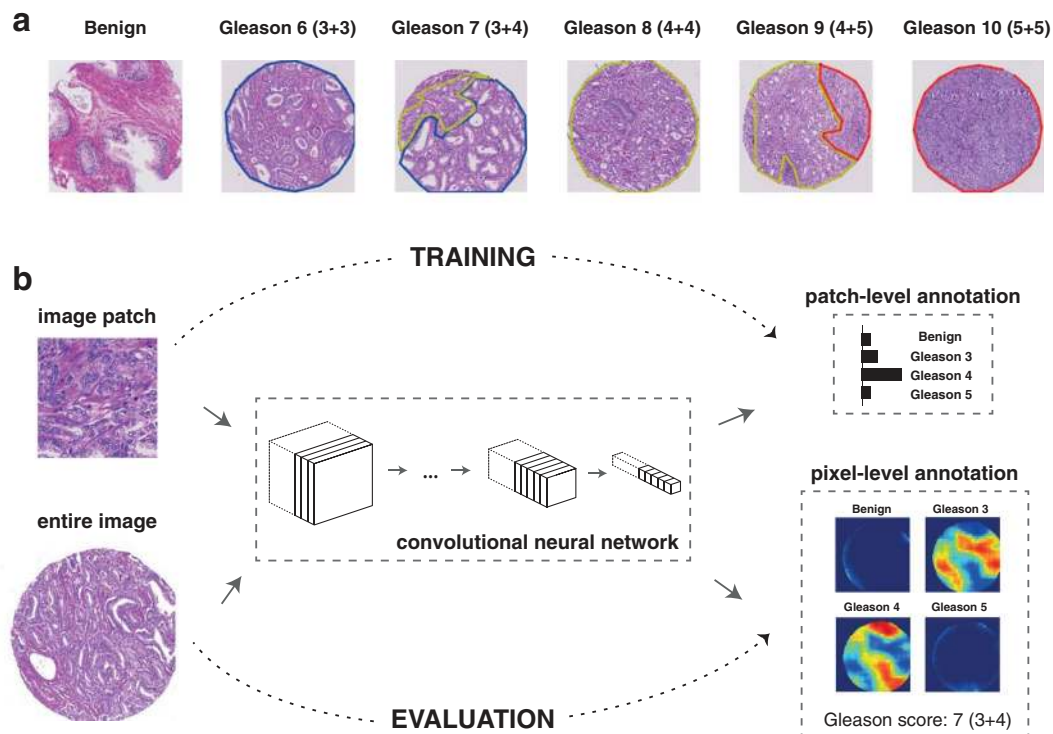 a
Benign
Gleason 6 (3+3)
Gleason 7 (3+4)
Gleason 8 (4+4)
Gleason 9 (4+5)
Gleason 10 (5+5)
b
TRAINING
image patch
patch-level annotation
Benign
Gleason 3
Gleason 4
Gleason 5
...
convolutional neural network
entire image
pixel-level annotation
Benign
Gleason 3
Gleason 4
Gleason 5
EVALUATION
Gleason score: 7 (3+4)